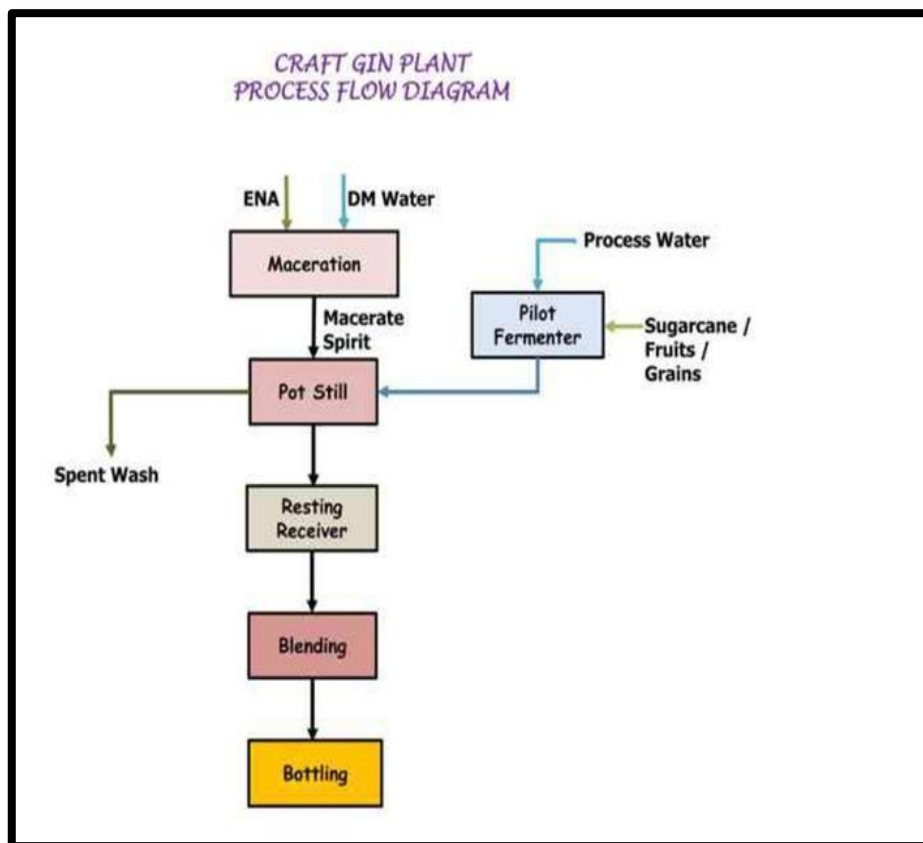 CRAFT GIN PLANT
PROCESS FLOW DIAGRAM
ENA
DM Water
Maceration
Process Water
Macerate
Spirit
Pilot
Fermenter
Sugarcane /
Fruits /
Grains
Pot Still
Spent Wash
Resting
Receiver
Blending
Bottling